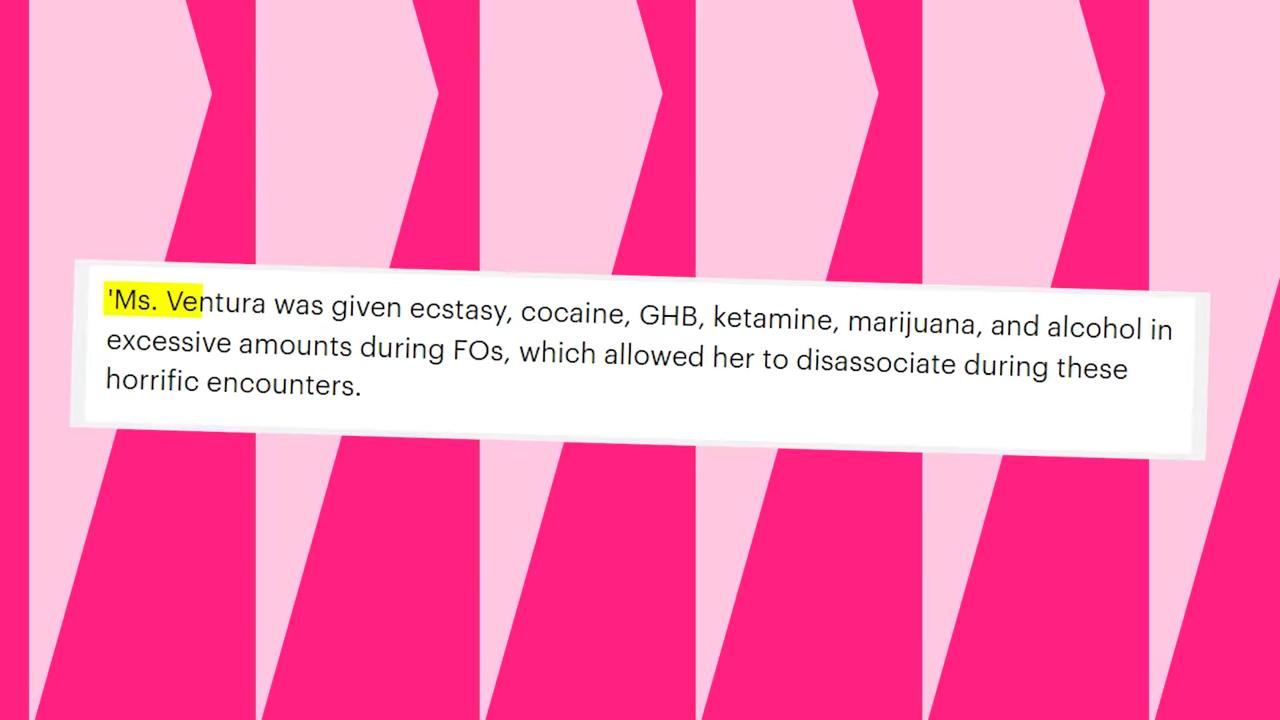 'Ms. Ventura was given ecstasy, cocaine, GHB, ketamine, marijuana, and alcohol in
excessive amounts during FOs, which allowed her to disassociate during these
horrific encounters.